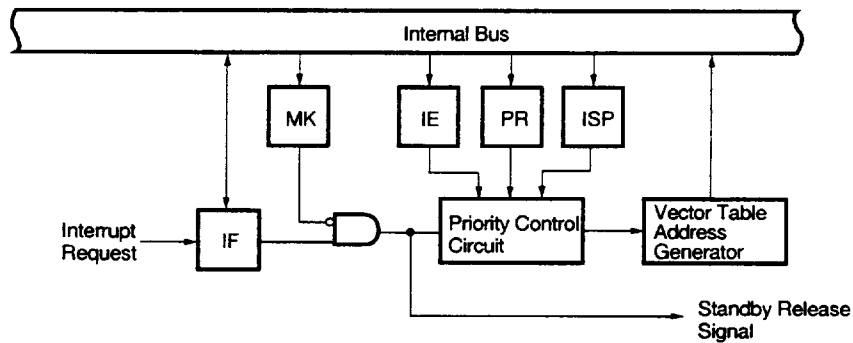 Internal Bus
MK
IE
PR
ISP
Interrupt
Request
IF
Priority Control
Circuit
Vector Table
Address
Generator
Standby Release
Signal